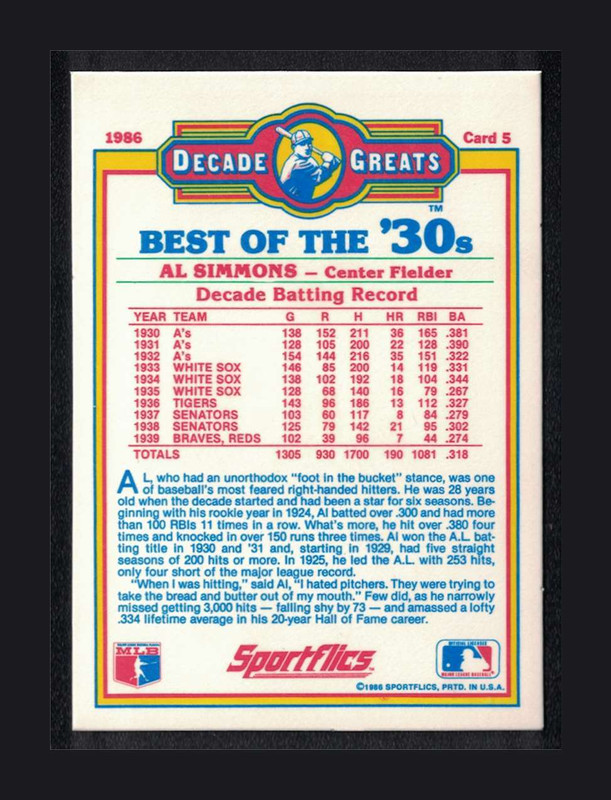 1986
Card 5
DECADE GREATS
TM
BEST OF THE '30s
AL SIMMONS – Center Fielder
Decade Batting Record
YEAR TEAM G R H HR RBI BA
1930 A's 138 152 211 36 165 .381
1931 A's 128 105 200 22 128 .390
1932 A's 154 144 216 35 151 .322
1933 WHITE SOX 146 85 200 14 119 .331
1934 WHITE SOX 138 102 192 18 104 .344
1935 WHITE SOX 128 68 140 16 79 .267
1936 TIGERS 143 96 186 13 112 .327
1937 SENATORS 103 60 117 8 84 .279
1938 SENATORS 125 79 142 21 95 .302
1939 BRAVES, REDS 102 39 96 7 44 .274
TOTALS 1305 930 1700 190 1081 .318
AL, who had an unorthodox "foot in the bucket" stance, was one
of baseball's most feared right-handed hitters. He was 28 years
old when the decade started and had been a star for six seasons. Be-
ginning with his rookie year in 1924, Al batted over .300 and had more
than 100 RBIs 11 times in a row. What's more, he hit over .380 four
times and knocked in over 150 runs three times. Al won the A.L. bat-
ting title in 1930 and '31 and, starting in 1929, had five straight
seasons of 200 hits or more. In 1925, he led the A.L. with 253 hits,
only four short of the major league record.
"When I was hitting," said Al, "I hated pitchers. They were trying to
take the bread and butter out of my mouth." Few did, as he narrowly
missed getting 3,000 hits — falling shy by 73 — and amassed a lofty
.334 lifetime average in his 20-year Hall of Fame career.
MLB
Sportflics
OFFICIAL LICENSEE
MAJOR LEAGUE BASEBALL
©1986 SPORTFLICS, PRTD. IN U.S.A.